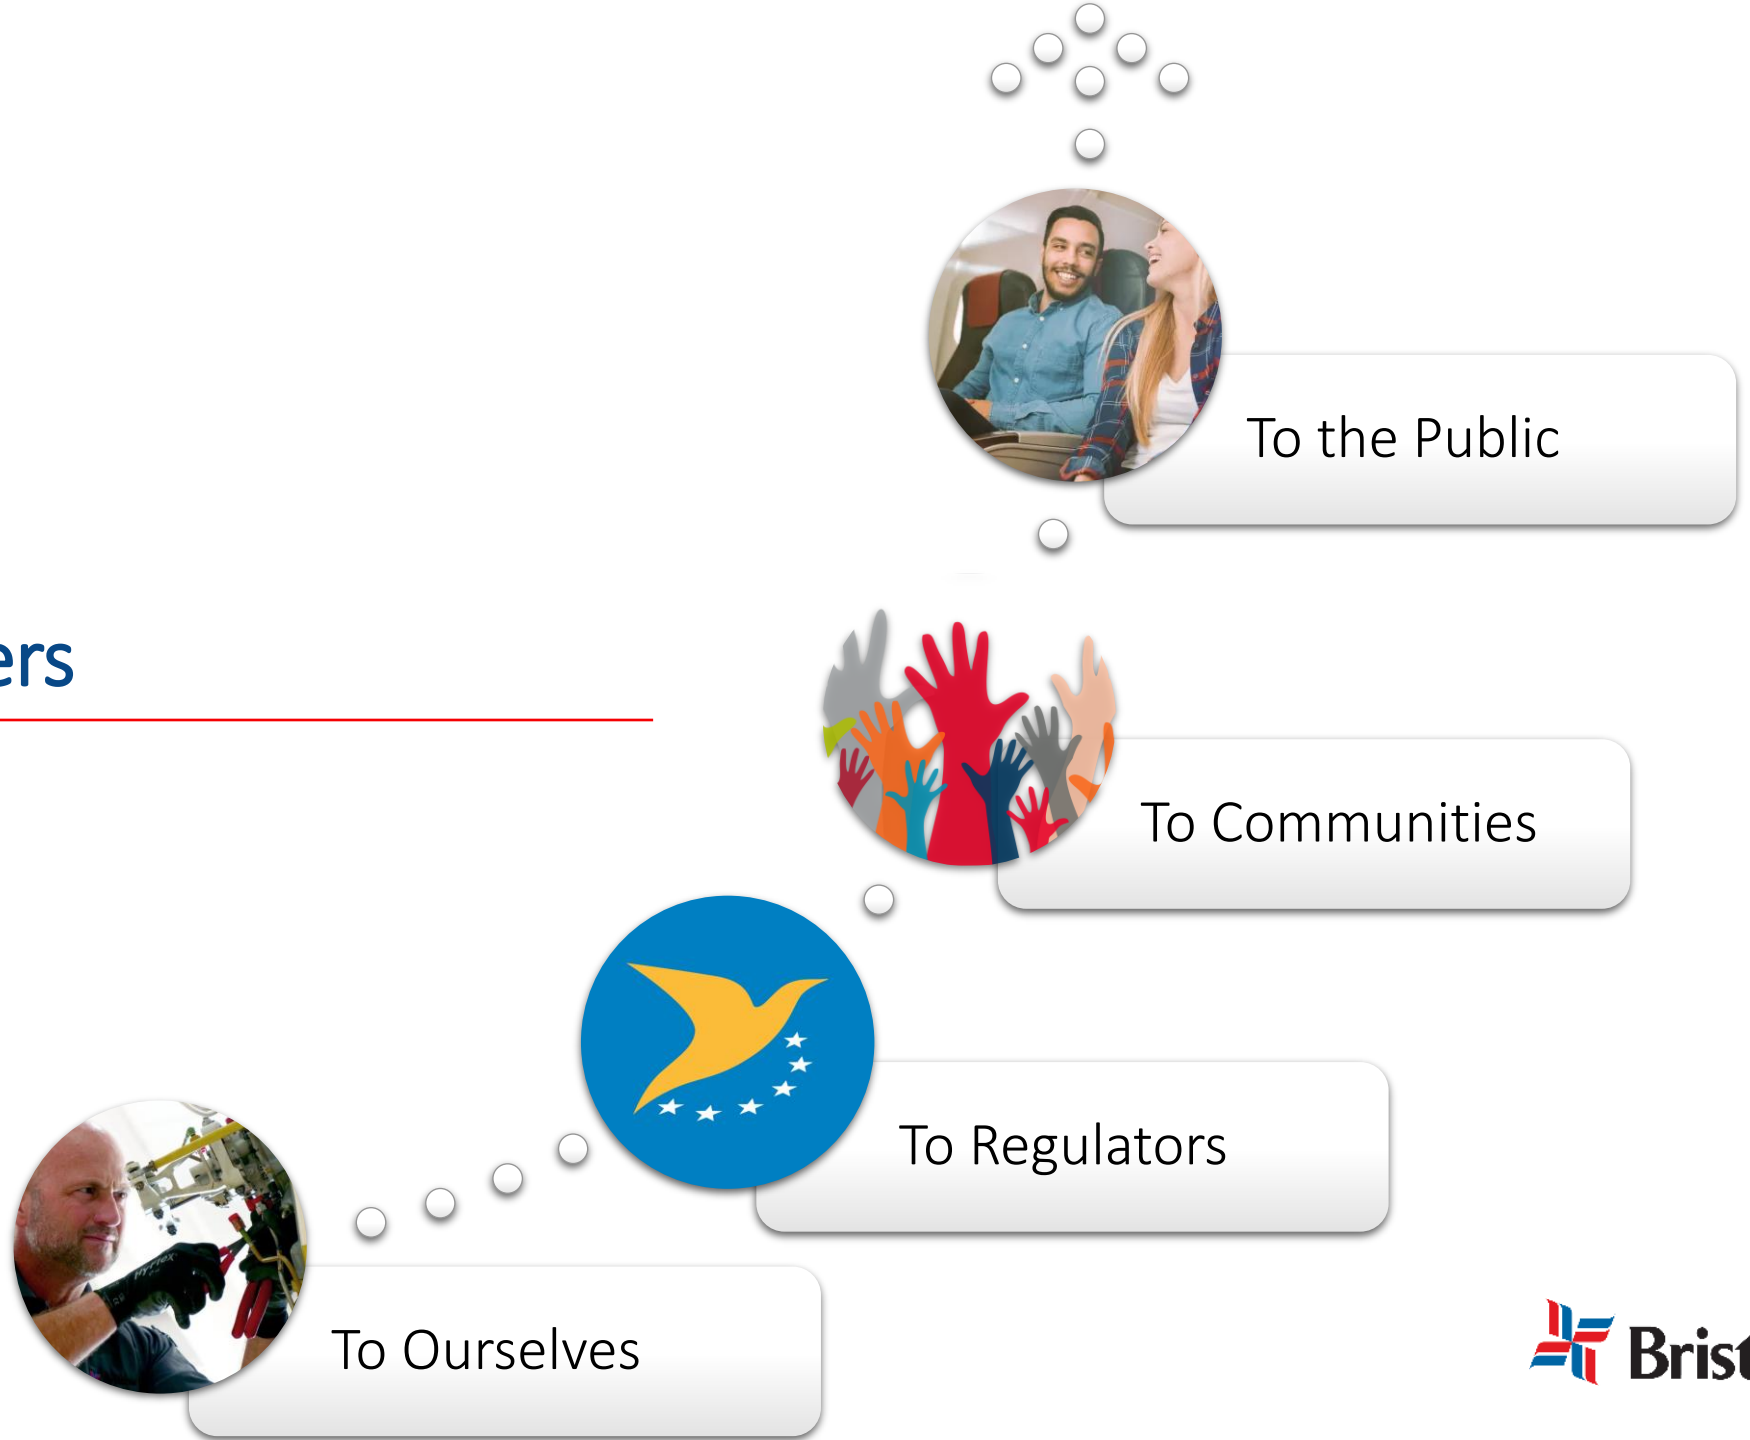 To the Public
ers
To Communities
To Regulators
To Ourselves
Brist